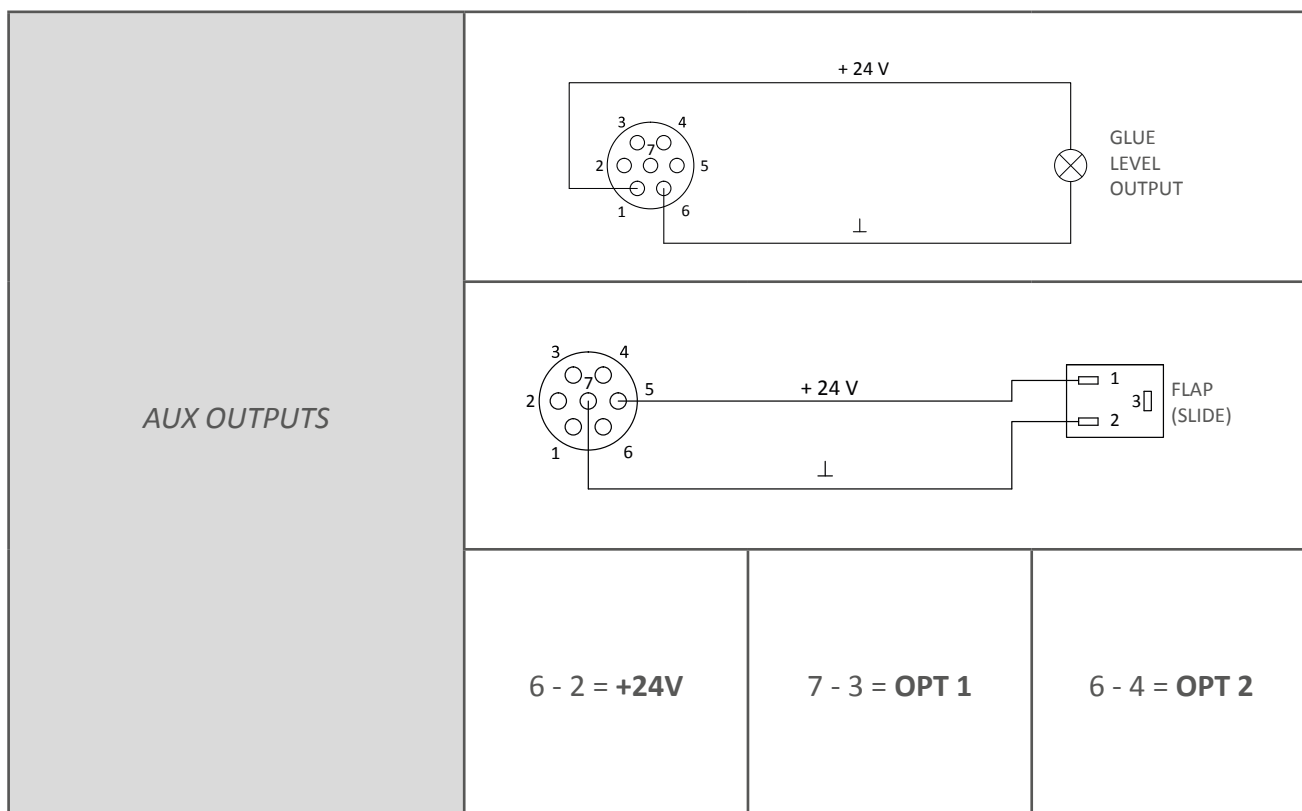 AUX OUTPUTS
+ 24 V
3 4
7
2 5
1 6
⊥
GLUE
LEVEL
OUTPUT
3 4
7
2 5
1 6
+ 24 V
⊥
1
3
2
FLAP
(SLIDE)
6 - 2 = +24V
7 - 3 = OPT 1
6 - 4 = OPT 2